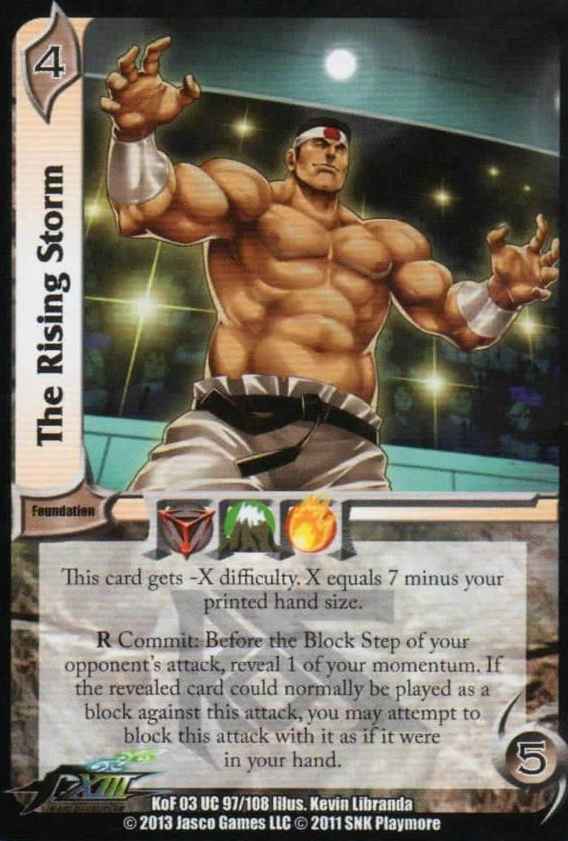 4
The Rising Storm
Foundation
This card gets -X difficulty. X equals 7 minus your
printed hand size.
R Commit: Before the Block Step of your
opponent's attack, reveal 1 of your momentum. If
the revealed card could normally be played as a
block against this attack, you may attempt to
block this attack with it as if it were
in your hand.
5
XIII
KoF 03 UC 97/108 Illus. Kevin Libranda
© 2013 Jasco Games LLC © 2011 SNK Playmore